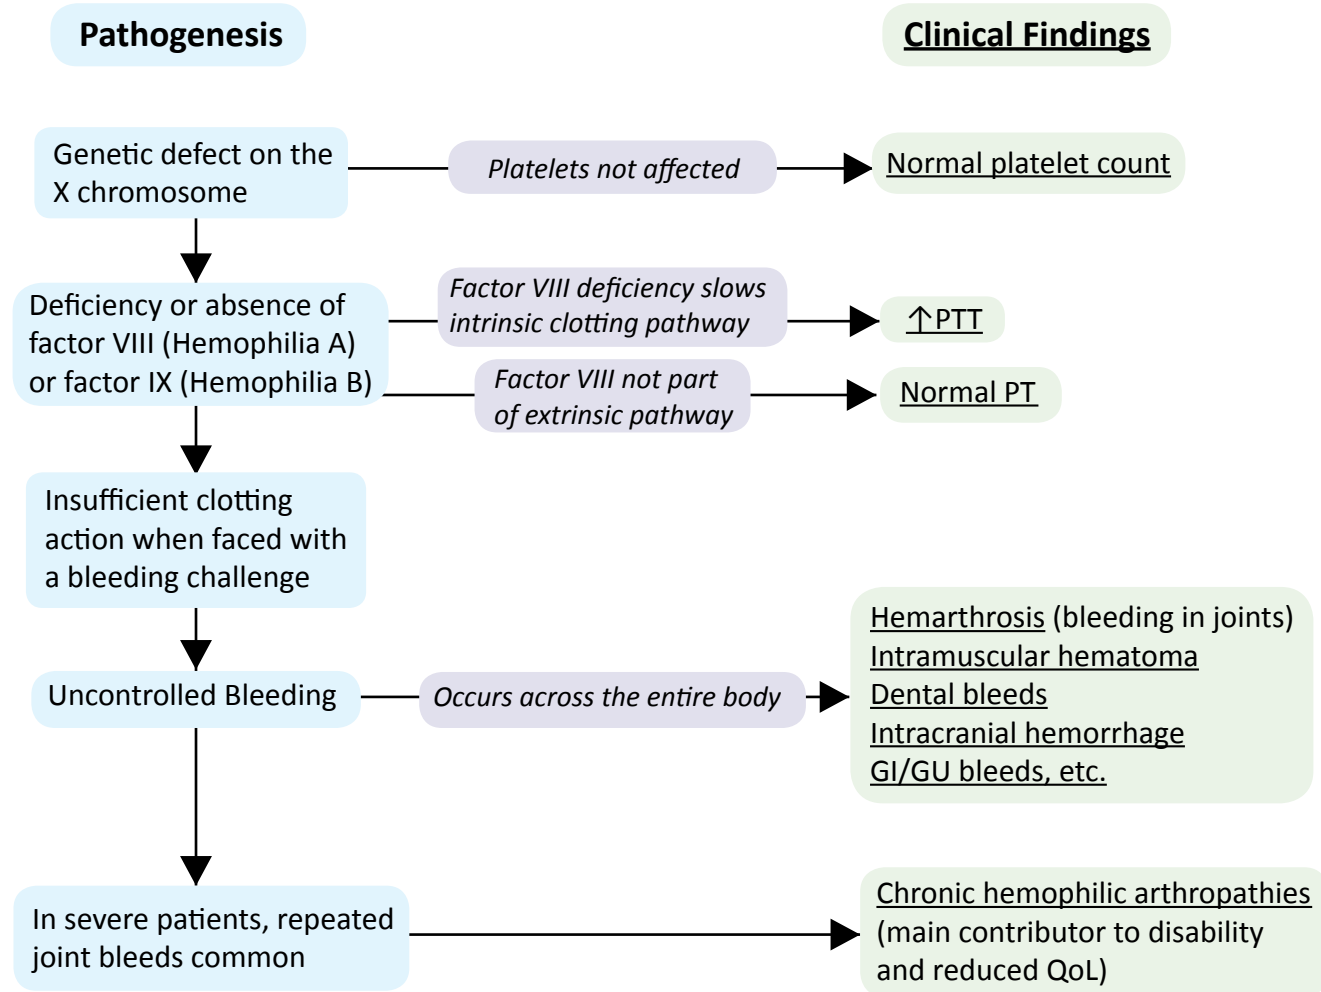 Pathogenesis
Clinical Findings
Genetic defect on the
X chromosome
Platelets not affected
Normal platelet count
Deficiency or absence of
factor VIII (Hemophilia A)
or factor IX (Hemophilia B)
Factor VIII deficiency slows
intrinsic clotting pathway
↑PTT
Factor VIII not part
of extrinsic pathway
Normal PT
Insufficient clotting
action when faced with
a bleeding challenge
Uncontrolled Bleeding
Occurs across the entire body
Hemarthrosis (bleeding in joints)
Intramuscular hematoma
Dental bleeds
Intracranial hemorrhage
GI/GU bleeds, etc.
In severe patients, repeated
joint bleeds common
Chronic hemophilic arthropathies
(main contributor to disability
and reduced QoL)